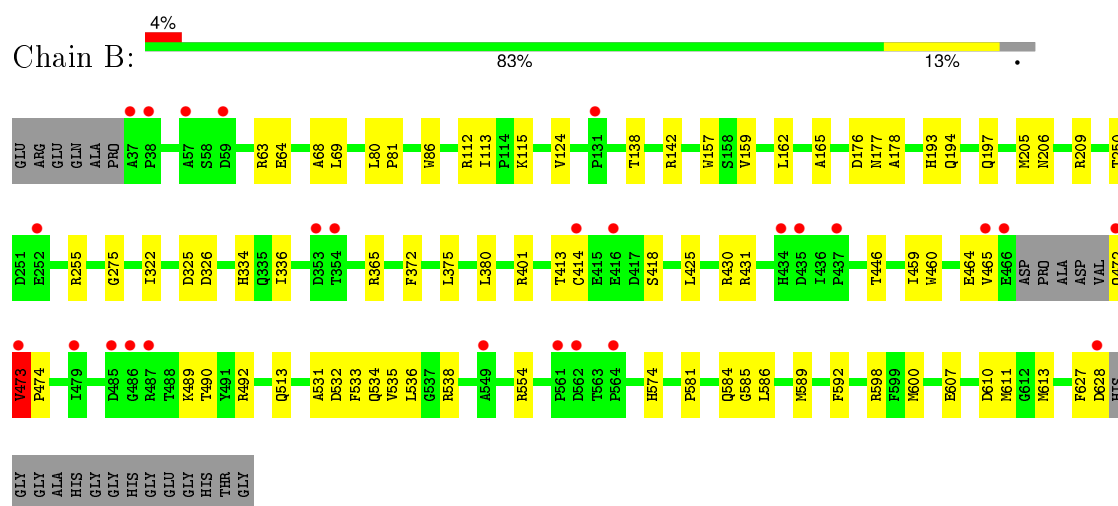 4%
Chain B:
83% 13% •
GLU ARG GLU GLN ALA PRO A37 P38 A57 S58 D59 R63 E64 A68 L69 L80 P81 W86 R112 I113 P114 K115 V124 P131 T138 R142 W157 S158 V159 L162 A165 D176 N177 A178 H193 Q194 Q197 M205 N206 R209 T250
D251 E252 R255 G275 I322 D325 D326 H334 Q335 I336 D353 T354 R365 F372 L375 L380 R401 T413 C414 E415 E416 D417 S418 L425 R430 R431 H434 D435 I436 P437 T446 I459 W460 E464 V465 E466 ASP PRO ALA ASP VAL Q472
V473 P474 I479 D485 G486 R487 T488 K489 T490 Y491 R492 Q513 A531 D532 F533 Q534 V535 L536 G537 R538 A549 R554 P561 D562 T563 P564 H574 P581 Q584 G585 L586 M589 F592 R598 F599 M600 E607 D610 M611 G612 M613 F627 D628 HIS
GLY GLY ALA HIS GLY GLY HIS GLY GLU GLY HIS THR GLY